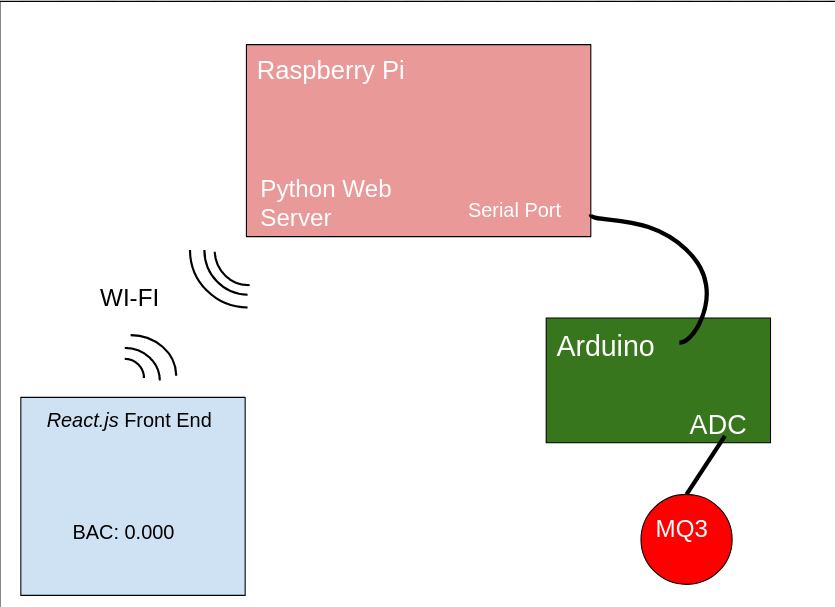 Raspberry Pi
Python Web
Server
Serial Port
WI-FI
Arduino
ADC
React.js Front End
BAC: 0.000
MQ3